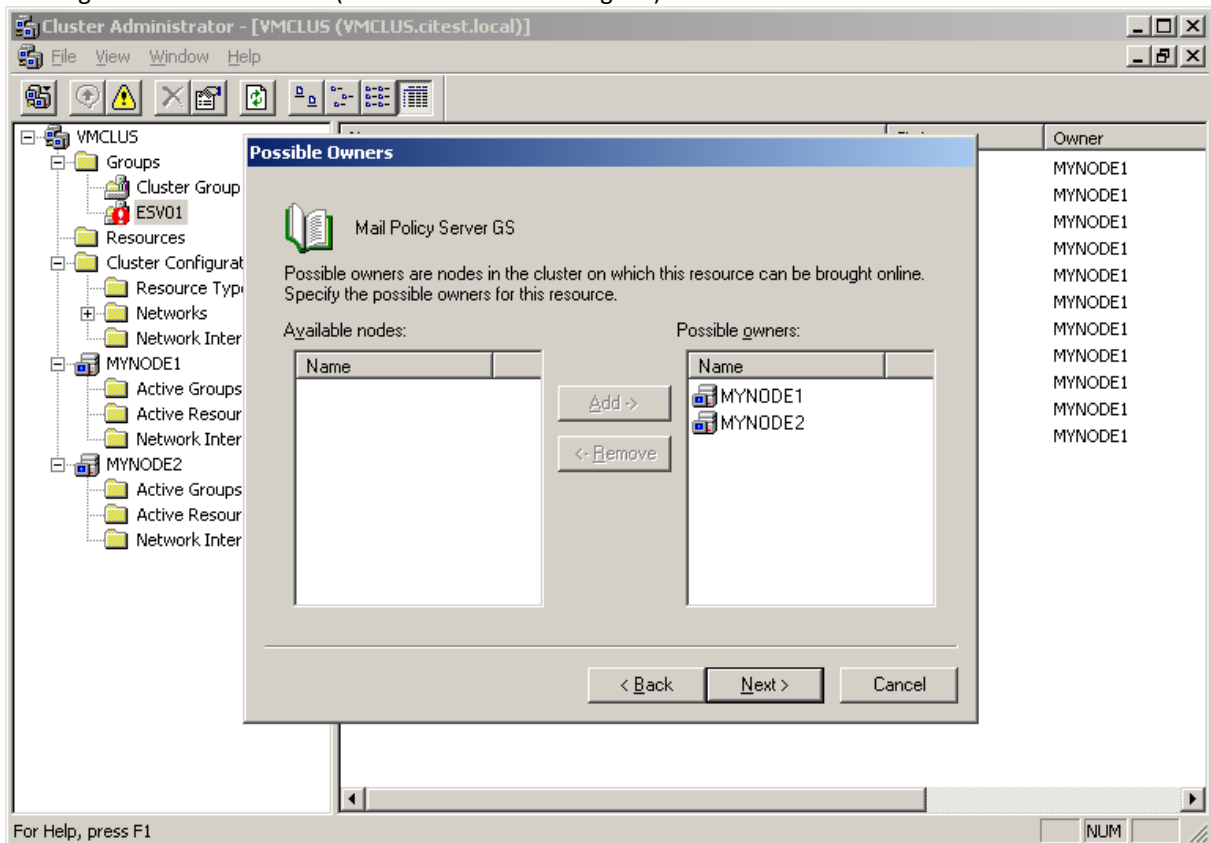 Cluster Administrator - [VMCLUS (VMCLUS.citest.local)]
File View Window Help
VMCLUS
Groups
Cluster Group
ESV01
Resources
Cluster Configurat
Resource Typ
Networks
Network Inter
MYNODE1
Active Groups
Active Resour
Network Inter
MYNODE2
Active Groups
Active Resour
Network Inter
Owner
MYNODE1
MYNODE1
MYNODE1
MYNODE1
MYNODE1
MYNODE1
MYNODE1
MYNODE1
MYNODE1
MYNODE1
MYNODE1
Possible Owners
Mail Policy Server GS
Possible owners are nodes in the cluster on which this resource can be brought online.
Specify the possible owners for this resource.
Available nodes:
Name
Add ->
<- Remove
Possible owners:
Name
MYNODE1
MYNODE2
< Back Next > Cancel
For Help, press F1
NUM